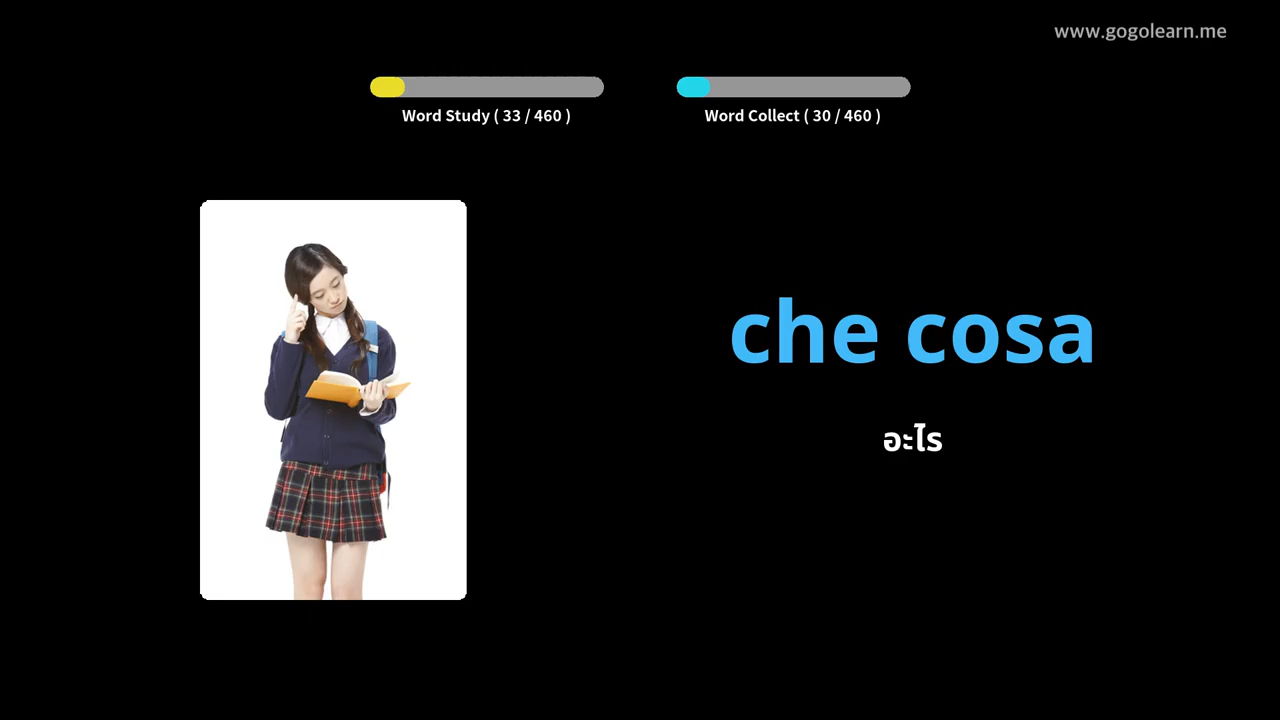 www.gogolearn.me
Word Study ( 33 / 460 )
Word Collect ( 30 / 460 )
che cosa
อะไร